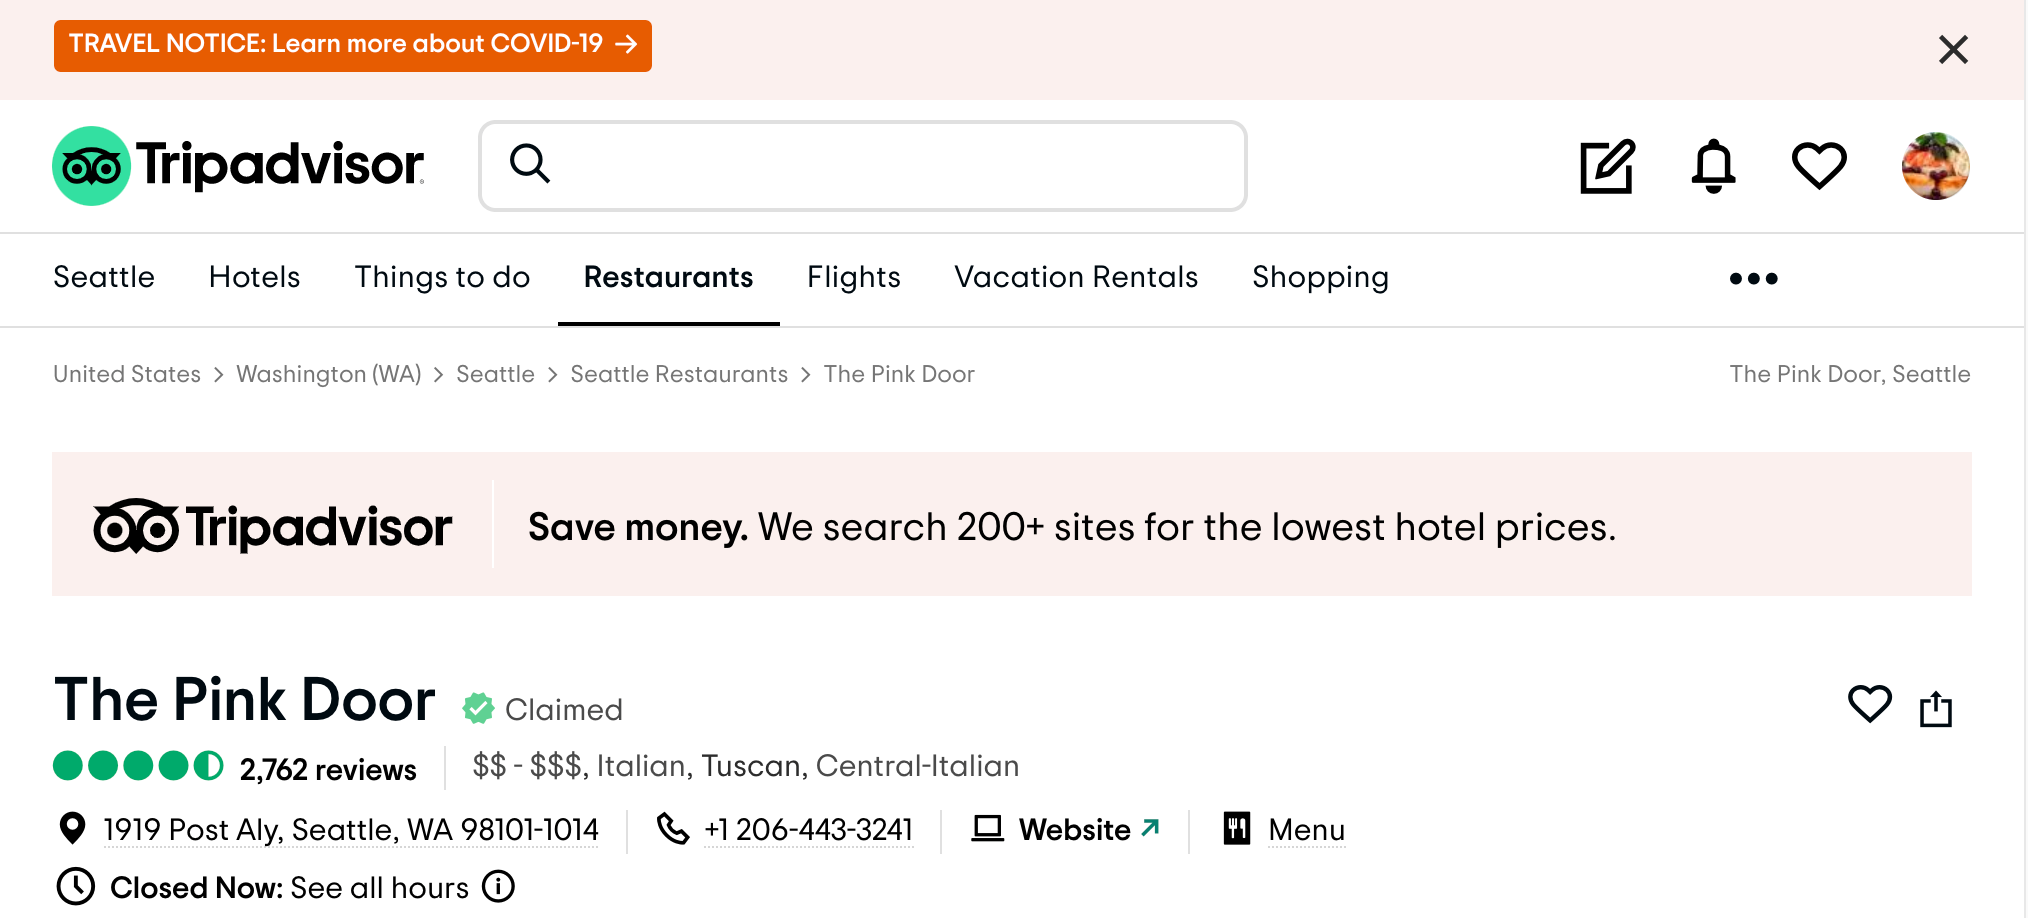 TRAVEL NOTICE: Learn more about COVID-19 →
Tripadvisor
Seattle Hotels Things to do Restaurants Flights Vacation Rentals Shopping •••
United States > Washington (WA) > Seattle > Seattle Restaurants > The Pink Door The Pink Door, Seattle
Tripadvisor Save money. We search 200+ sites for the lowest hotel prices.
The Pink Door Claimed
2,762 reviews $$ - $$$, Italian, Tuscan, Central-Italian
1919 Post Aly, Seattle, WA 98101-1014 +1 206-443-3241 Website Menu
Closed Now: See all hours